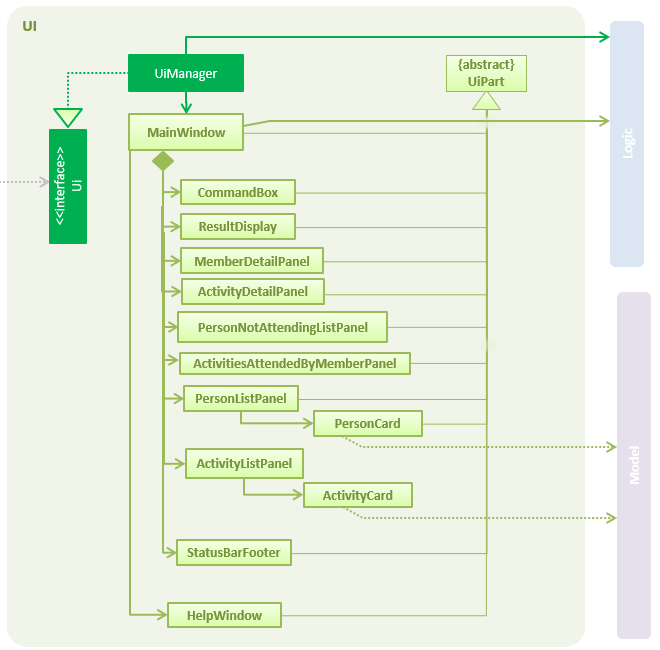 UI
UiManager
{abstract}
UiPart
MainWindow
Logic
<<interface>>
Ui
CommandBox
ResultDisplay
MemberDetailPanel
ActivityDetailPanel
PersonNotAttendingListPanel
ActivitiesAttendedByMemberPanel
PersonListPanel
PersonCard
ActivityListPanel
Model
ActivityCard
StatusBarFooter
HelpWindow